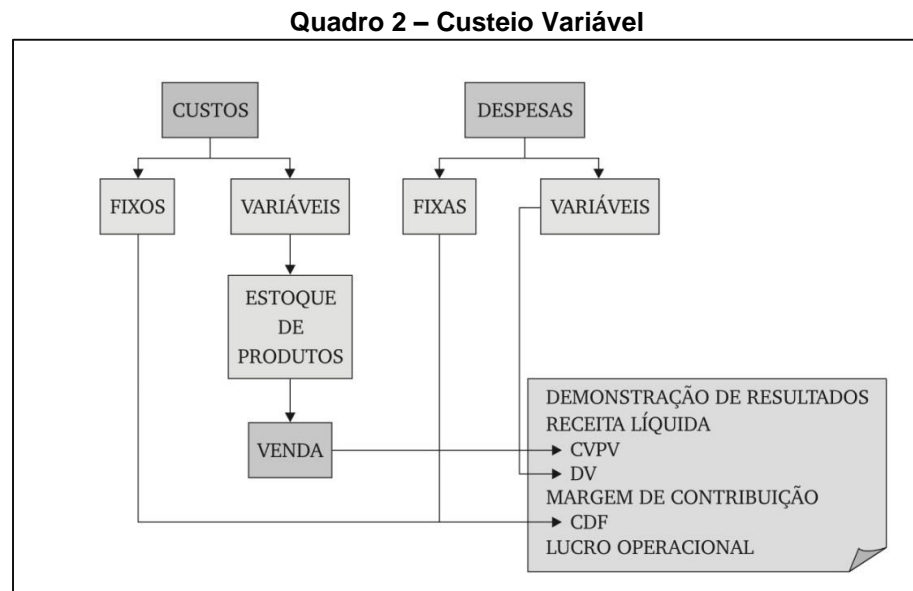 Quadro 2 – Custeio Variável
CUSTOS
DESPESAS
FIXOS
VARIÁVEIS
FIXAS
VARIÁVEIS
ESTOQUE
DE
PRODUTOS
VENDA
DEMONSTRAÇÃO DE RESULTADOS
RECEITA LÍQUIDA
CVPV
DV
MARGEM DE CONTRIBUIÇÃO
CDF
LUCRO OPERACIONAL